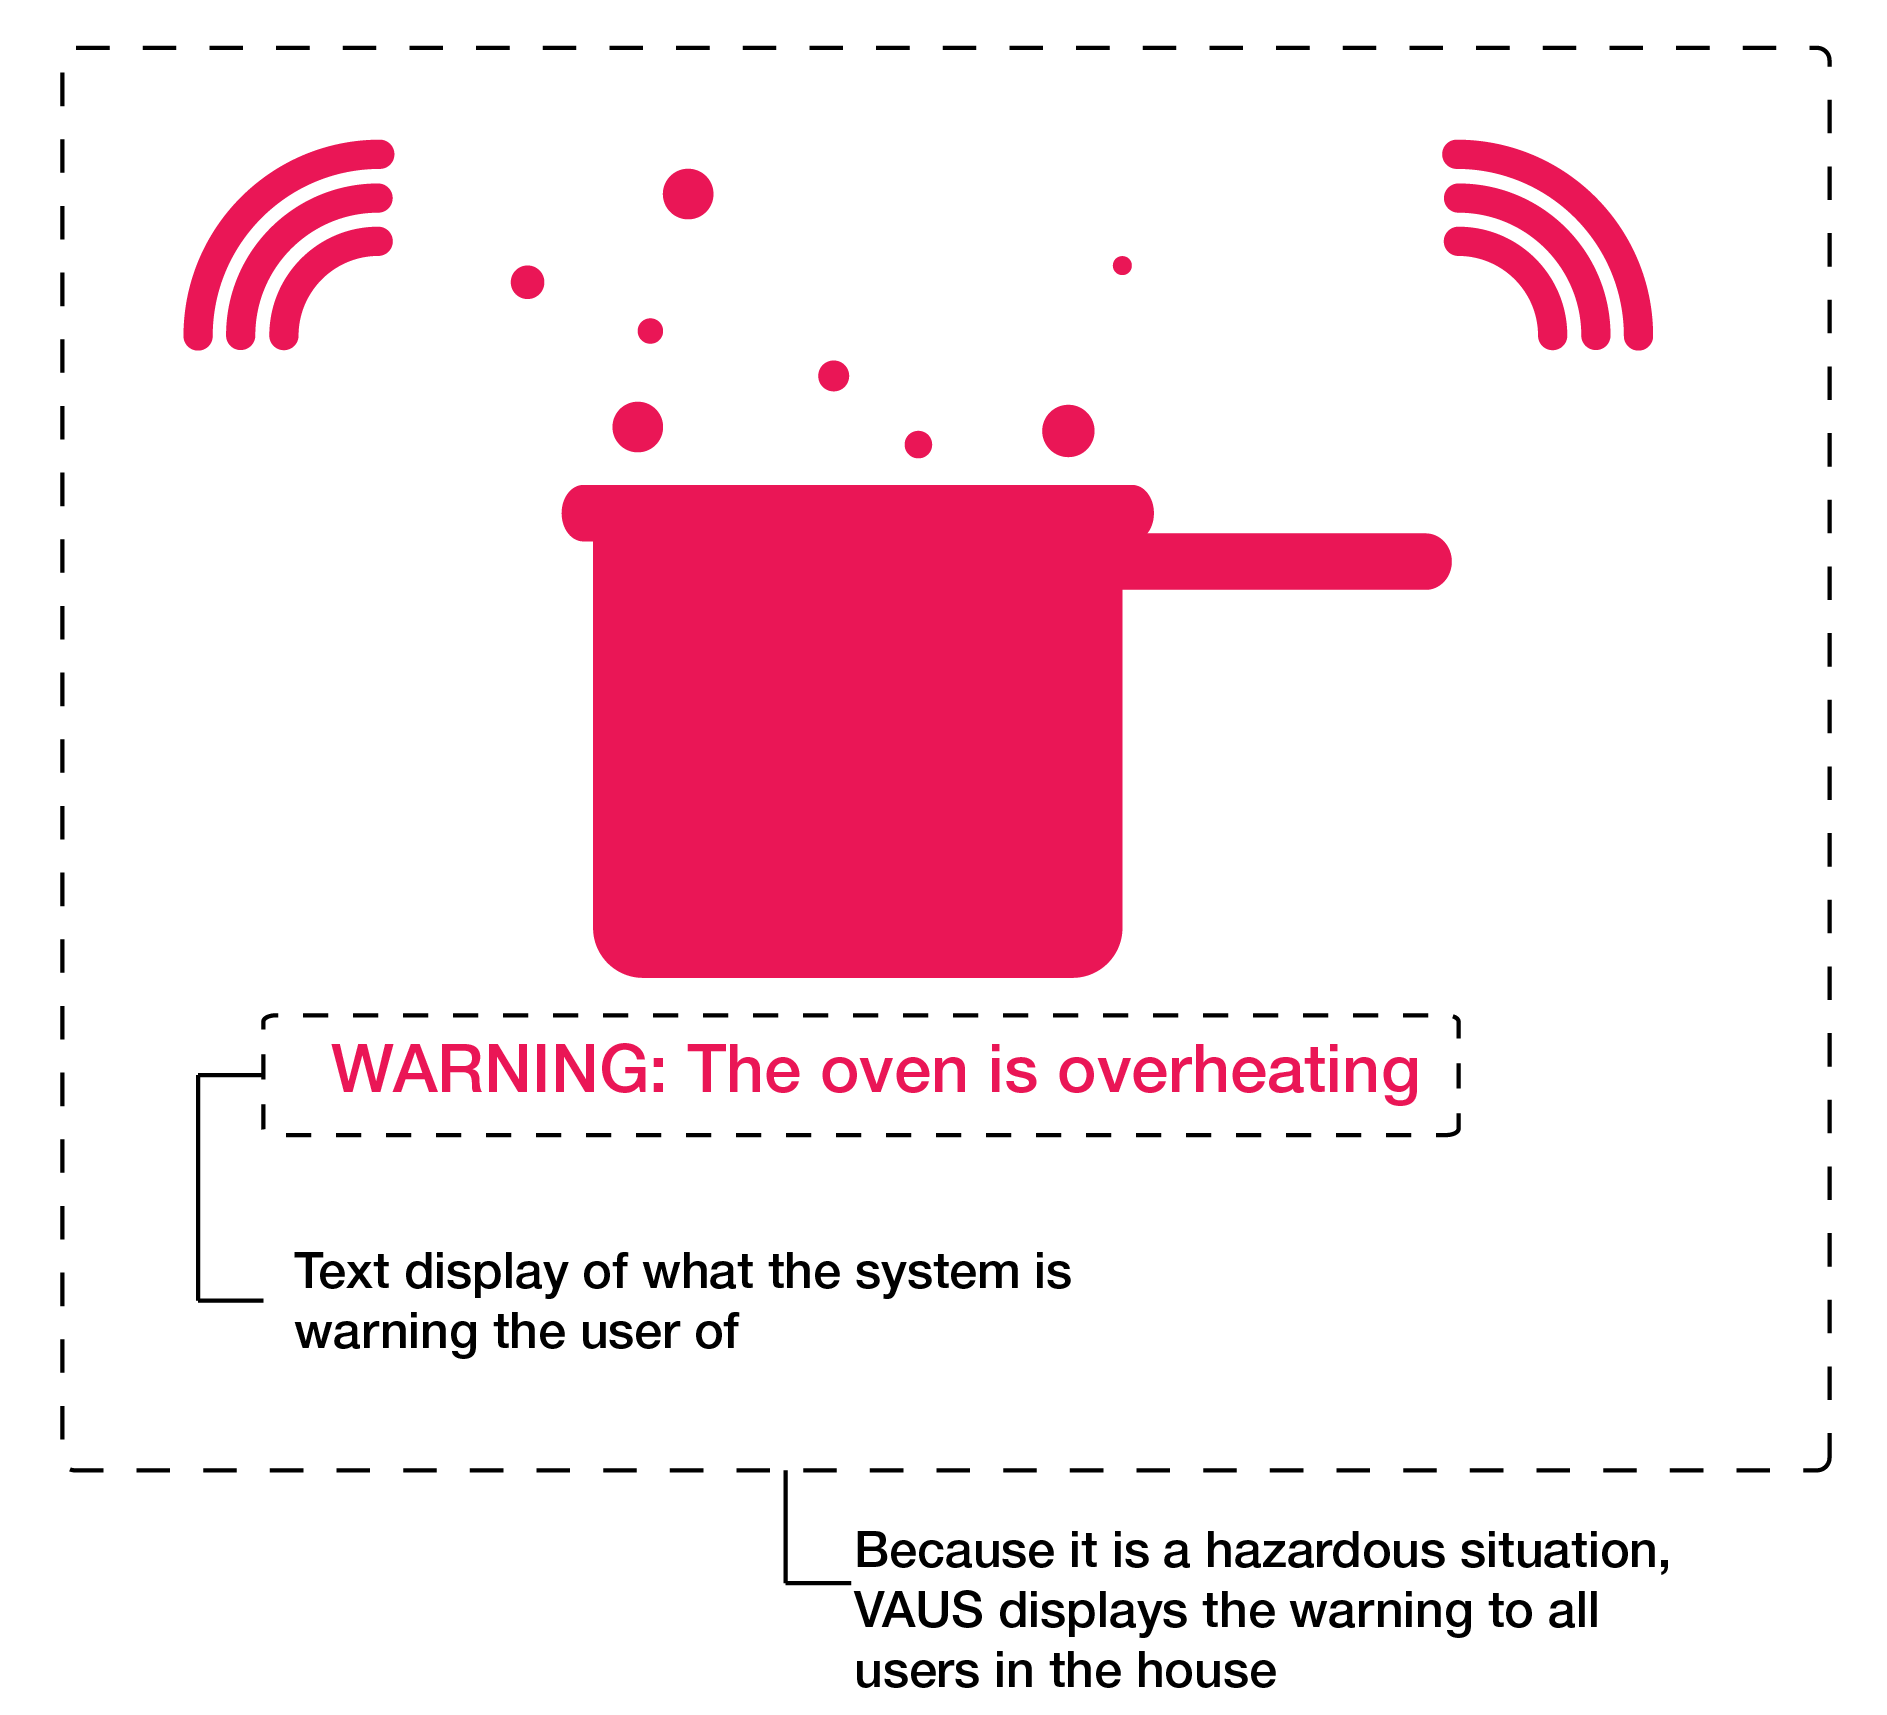 WARNING: The oven is overheating
Text display of what the system is
warning the user of
Because it is a hazardous situation,
VAUS displays the warning to all
users in the house